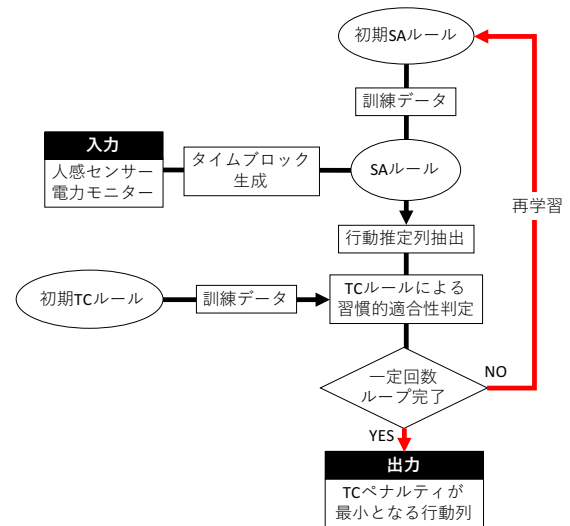 初期SAルール
訓練データ
入力
人感センサー
電力モニター
タイムブロック
生成
SAルール
再学習
行動推定列抽出
初期TCルール
訓練データ
TCルールによる
習慣的適合性判定
一定回数
ループ完了
NO
YES
出力
TCペナルティが
最小となる行動列